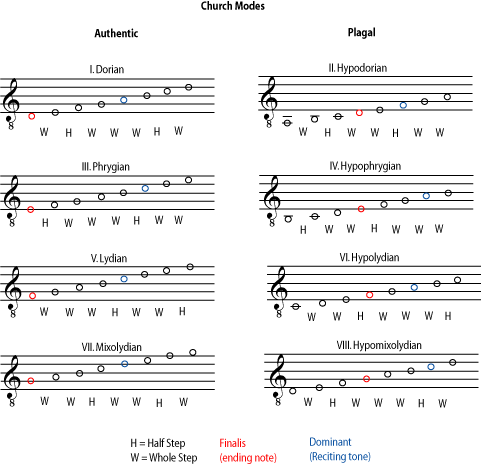 Church Modes
Authentic
Plagal
I. Dorian
8 W H W W W H W
II. Hypodorian
8 W H W W H W W
III. Phrygian
8 H W W W H W W
IV. Hypophrygian
8 H W W H W W W
V. Lydian
8 W W W H W W H
VI. Hypolydian
8 W W H W W W H
VII. Mixolydian
8 W W H W W H W
VIII. Hypomixolydian
8 W H W W W H W
H = Half Step
W = Whole Step
Finalis
(ending note)
Dominant
(Reciting tone)